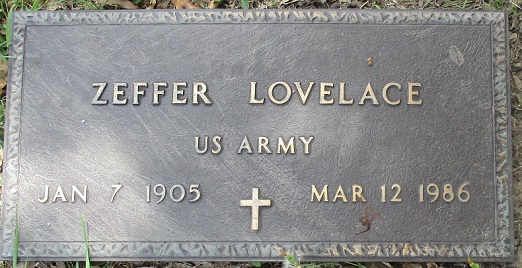 ZEFFER LOVELACE
US ARMY
JAN 7 1905 MAR 12 1986